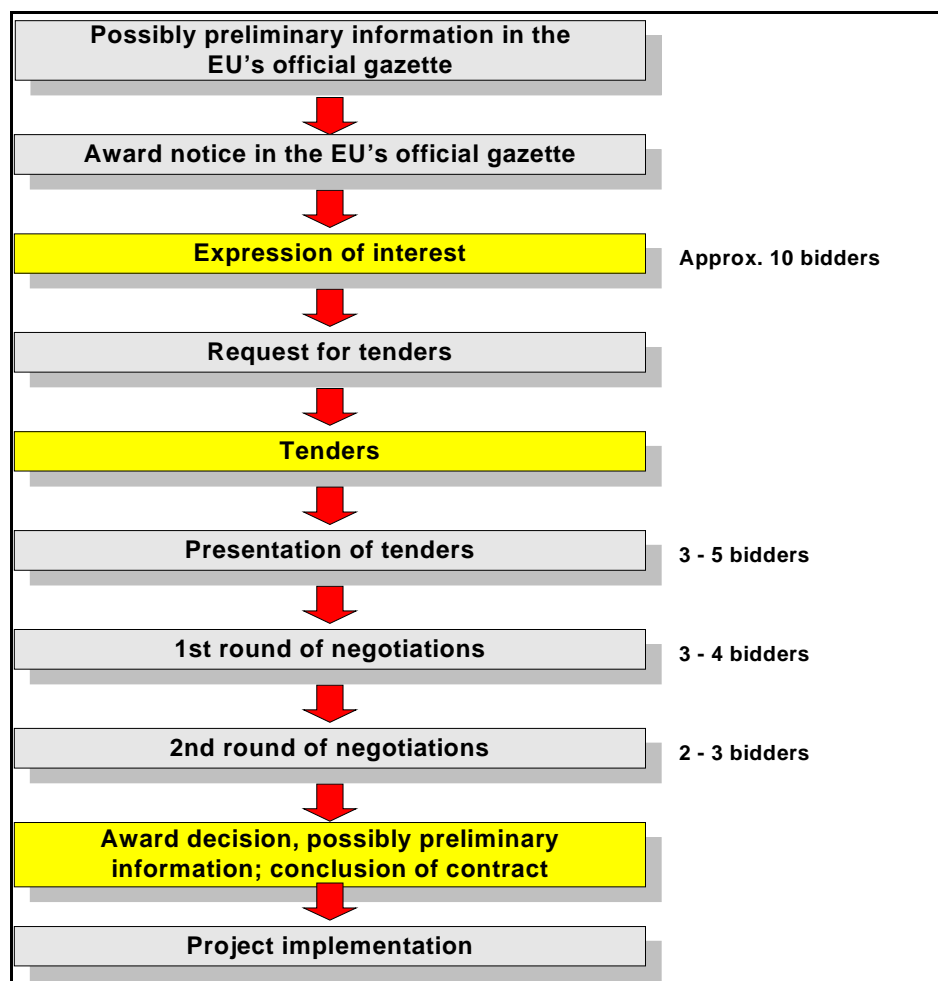 Possibly preliminary information in the
EU's official gazette
Award notice in the EU's official gazette
Expression of interest
Approx. 10 bidders
Request for tenders
Tenders
Presentation of tenders
3 - 5 bidders
1st round of negotiations
3 - 4 bidders
2nd round of negotiations
2 - 3 bidders
Award decision, possibly preliminary
information; conclusion of contract
Project implementation